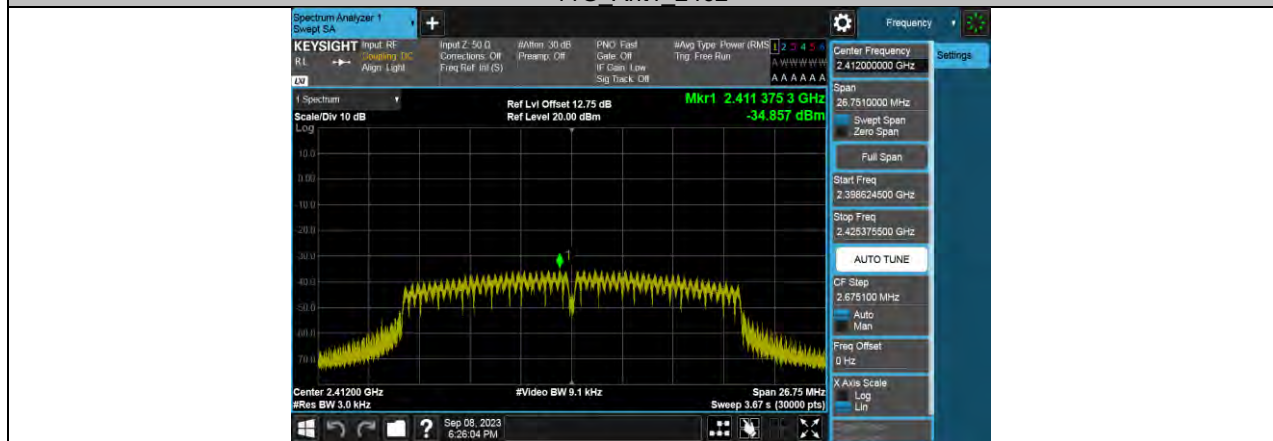 Spectrum Analyzer 1
Swept SA
+
Frequency
KEYSIGHT
RL
LXI
Input: RF
Coupling: DC
Align: Light
Input Z: 50 Ω
Corrections: Off
Freq Ref: Int (S)
#Atten: 30 dB
Preamp: Off
PNO: Fast
Gate: Off
IF Gain: Low
Sig Track: Off
#Avg Type: Power (RMS
Trig: Free Run
1 2 3 4 5 6
A W W W W W
A A A A A A
1 Spectrum
Scale/Div 10 dB
Log
Ref Lvl Offset 12.75 dB
Ref Level 20.00 dBm
Mkr1 2.411 375 3 GHz
-34.857 dBm
10.0
0.00
-10.0
-20.0
-30.0
-40.0
-50.0
-60.0
-70.0
1
Center 2.41200 GHz
#Res BW 3.0 kHz
#Video BW 9.1 kHz
Span 26.75 MHz
Sweep 3.67 s (30000 pts)
Center Frequency
2.412000000 GHz
Settings
Span
26.7510000 MHz
Swept Span
Zero Span
Full Span
Start Freq
2.398624500 GHz
Stop Freq
2.425375500 GHz
AUTO TUNE
CF Step
2.675100 MHz
Auto
Man
Freq Offset
0 Hz
X Axis Scale
Log
Lin
?
Sep 08, 2023
6:26:04 PM